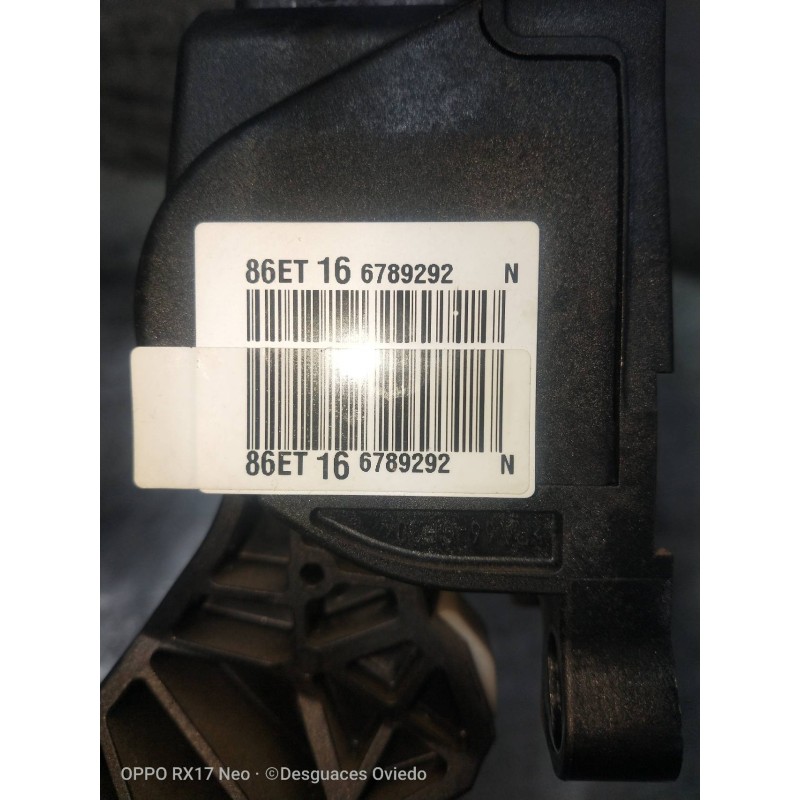 86ET 16 6789292 N
86ET 16 6789292 N
OPPO RX17 Neo · ©Desguaces Oviedo